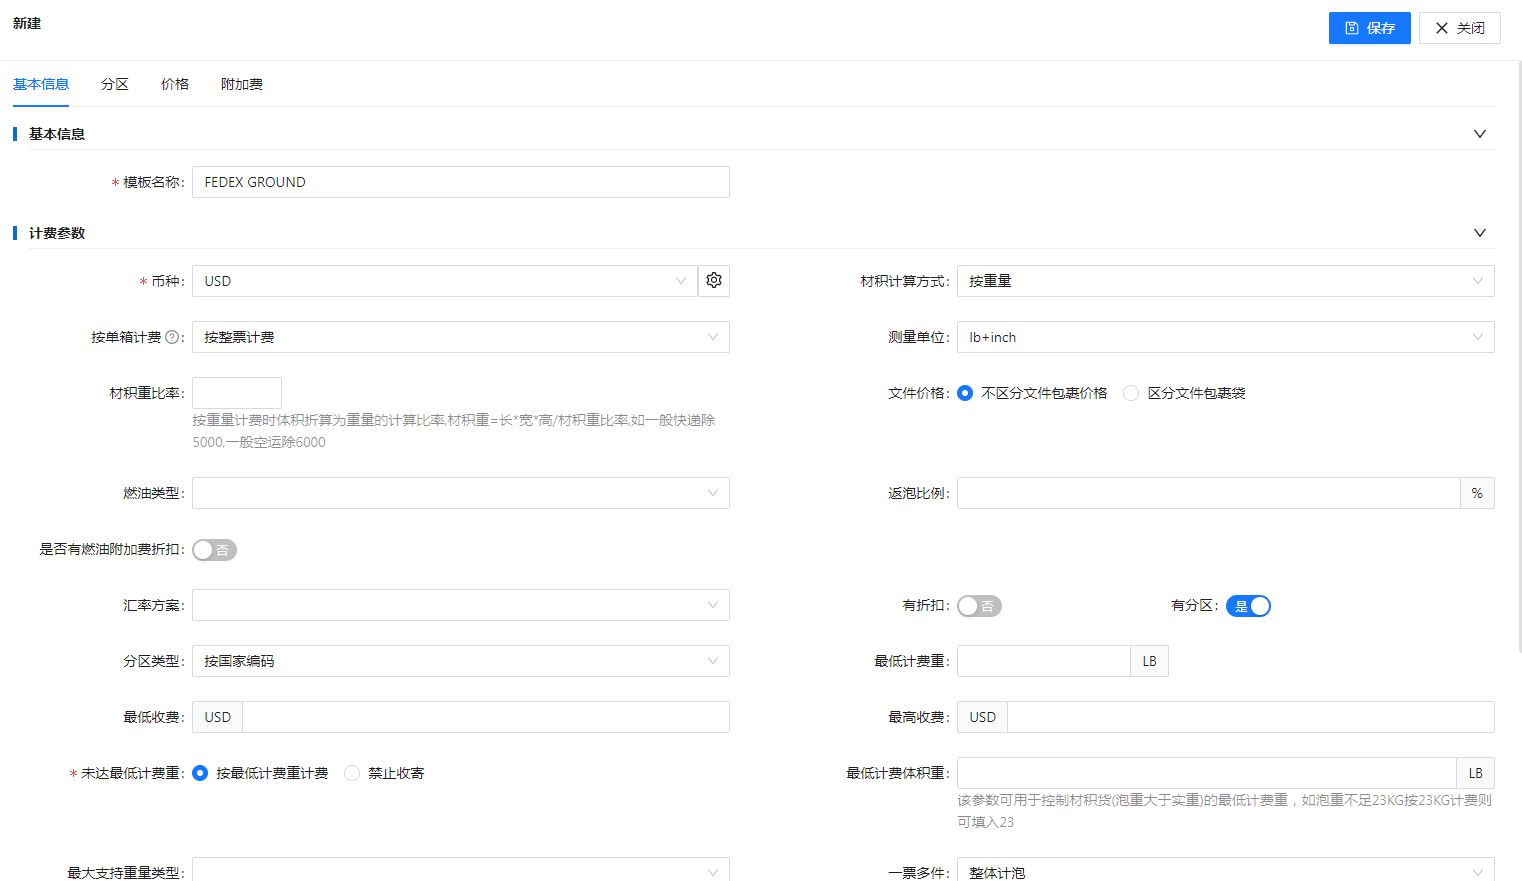 新建
保存
关闭
基本信息 分区 价格 附加费
基本信息
* 模板名称: FEDEX GROUND
计费参数
* 币种: USD
材积计算方式: 按重量
按单箱计费 ? : 按整票计费
测量单位: lb+inch
材积重比率:
按重量计费时体积折算为重量的计算比率,材积重=长*宽*高/材积重比率,如一般快递除
5000,一般空运除6000
文件价格: 不区分文件包裹价格 区分文件包裹袋
燃油类型:
返泡比例: %
是否有燃油附加费折扣: 否
汇率方案:
有折扣: 否
有分区: 是
分区类型: 按国家编码
最低计费重: LB
最低收费: USD
最高收费: USD
* 未达最低计费重: 按最低计费重计费 禁止收寄
最低计费体积重: LB
该参数可用于控制材积货(泡重大于实重)的最低计费重，如泡重不足23KG按23KG计费则
可填入23
最大支持重量类型:
一票多件: 整体计泡